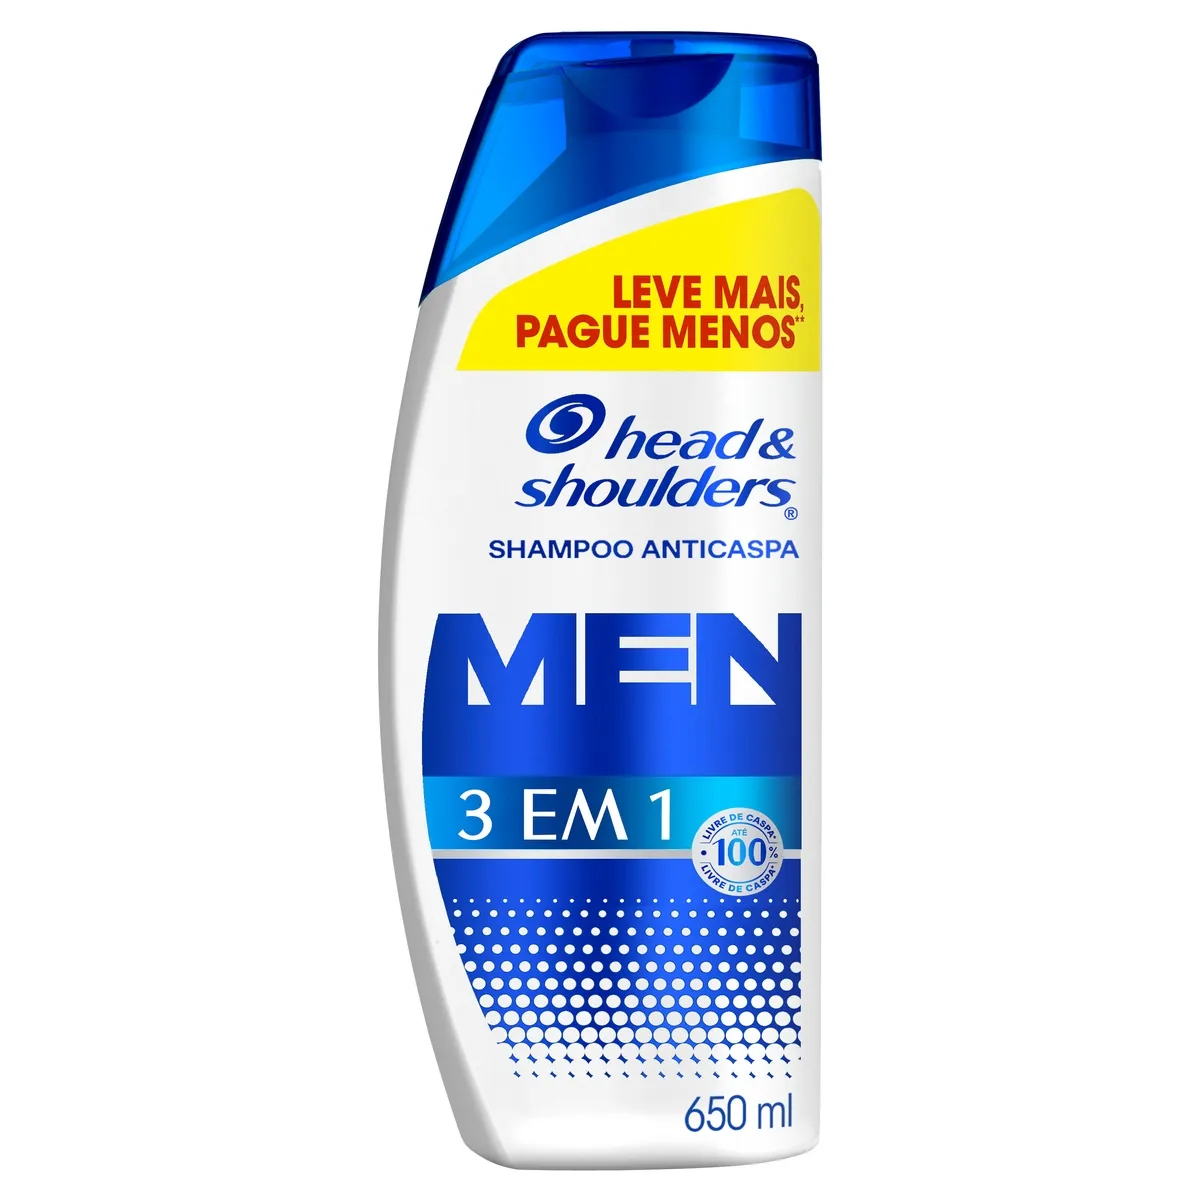 LEVE MAIS,
PAGUE MENOS**
head &
shoulders®
SHAMPOO ANTICASPA
MEN
3 EM 1
LIVRE DE CASPA*
ATÉ
100%
LIVRE DE CASPA*
650 ml